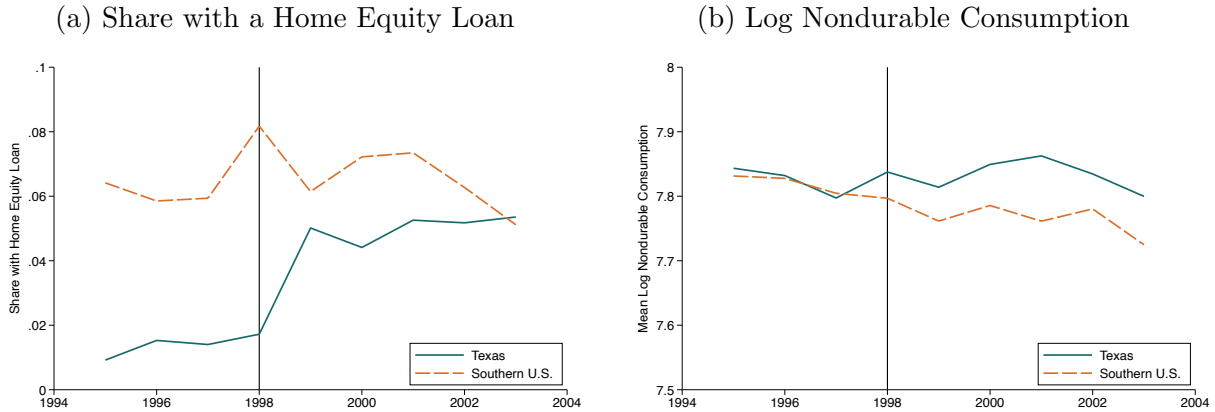 (a) Share with a Home Equity Loan
.1
.08
.06
.04
.02
0
Share with Home Equity Loan
1994 1996 1998 2000 2002 2004
Texas
Southern U.S.
(b) Log Nondurable Consumption
8
7.9
7.8
7.7
7.6
7.5
Mean Log Nondurable Consumption
1994 1996 1998 2000 2002 2004
Texas
Southern U.S.